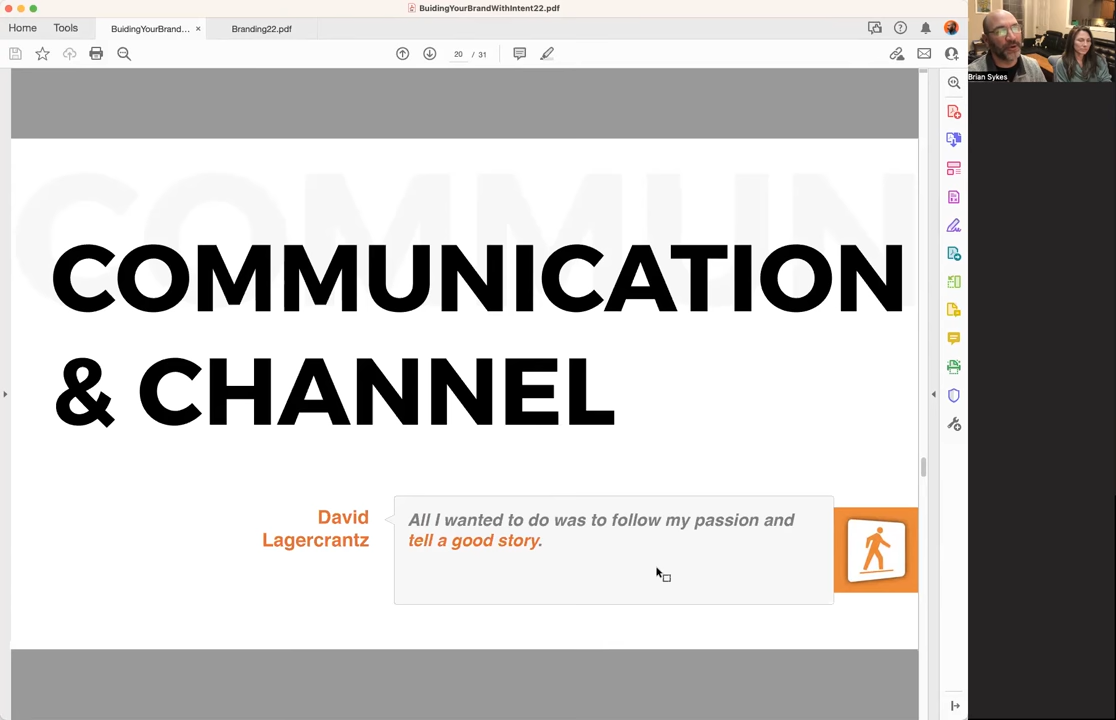 BuidingYourBrandWithIntent22.pdf
Home
Tools
BuidingYourBrand...
Branding22.pdf
20 / 31
Brian Sykes
COMMUN
COMMUNICATION
& CHANNEL
David
Lagercrantz
All I wanted to do was to follow my passion and
tell a good story.